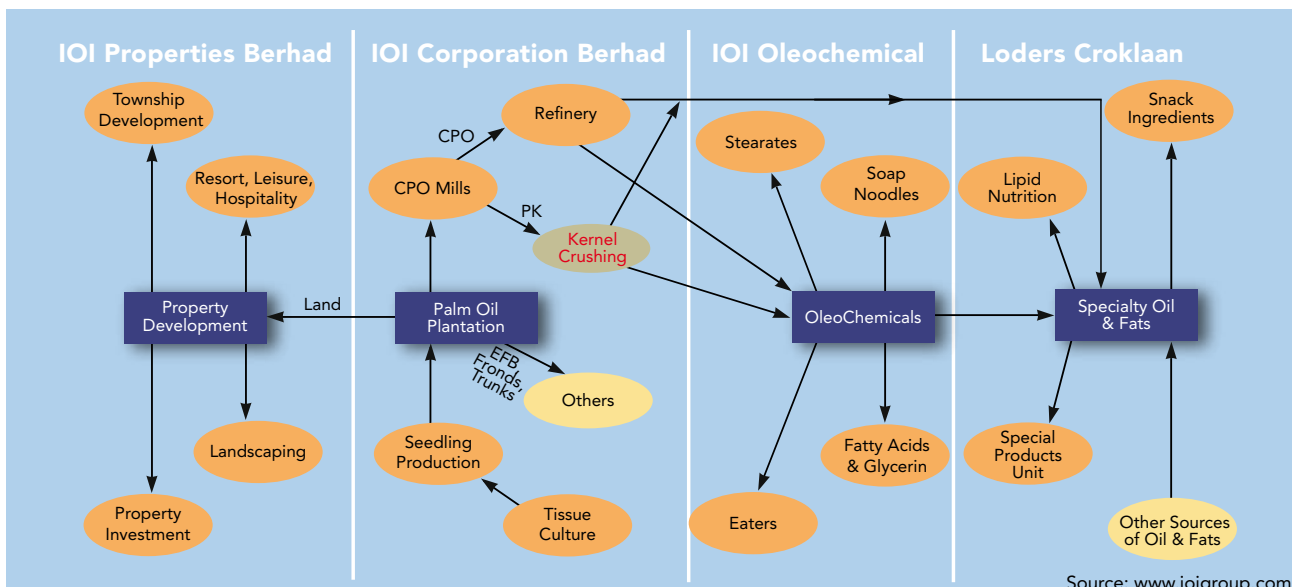 IOI Properties Berhad
IOI Corporation Berhad
IOI Oleochemical
Loders Croklaan
Township
Development
Resort, Leisure,
Hospitality
Property
Development
Landscaping
Property
Investment
Land
CPO
Refinery
CPO Mills
PK
Kernel
Crushing
Palm Oil
Plantation
EFB
Fronds,
Trunks
Others
Seedling
Production
Tissue
Culture
Stearates
Soap
Noodles
OleoChemicals
Fatty Acids
& Glycerin
Eaters
Snack
Ingredients
Lipid
Nutrition
Specialty Oil
& Fats
Special
Products
Unit
Other Sources
of Oil & Fats
Source: www.ioigroup.com